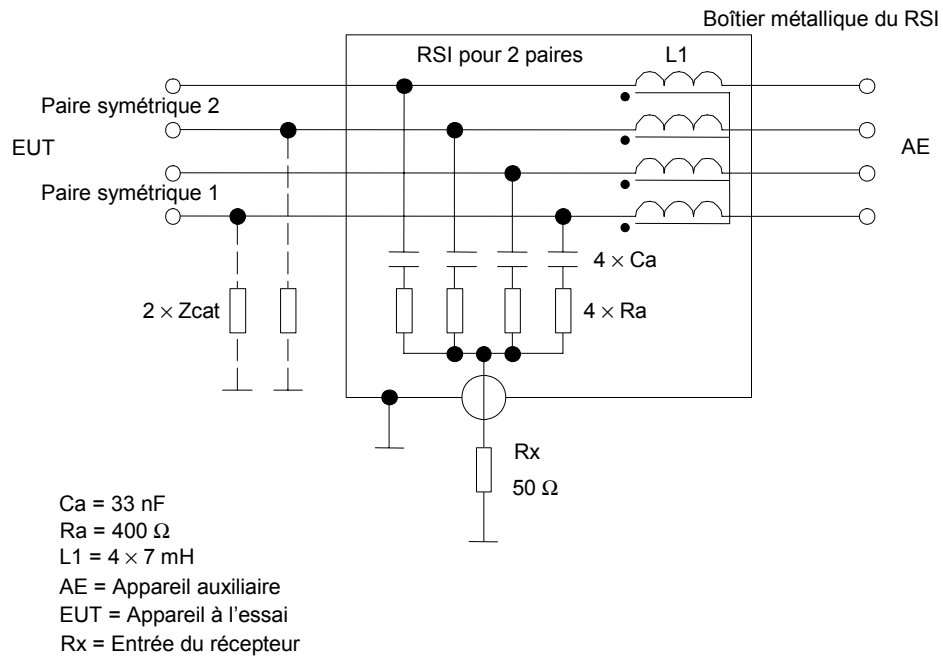 Boîtier métallique du RSI
RSI pour 2 paires
L1
Paire symétrique 2
EUT
AE
Paire symétrique 1
4 × Ca
2 × Zcat
4 × Ra
Rx
50 Ω
Ca = 33 nF
Ra = 400 Ω
L1 = 4 × 7 mH
AE = Appareil auxiliaire
EUT = Appareil à l'essai
Rx = Entrée du récepteur